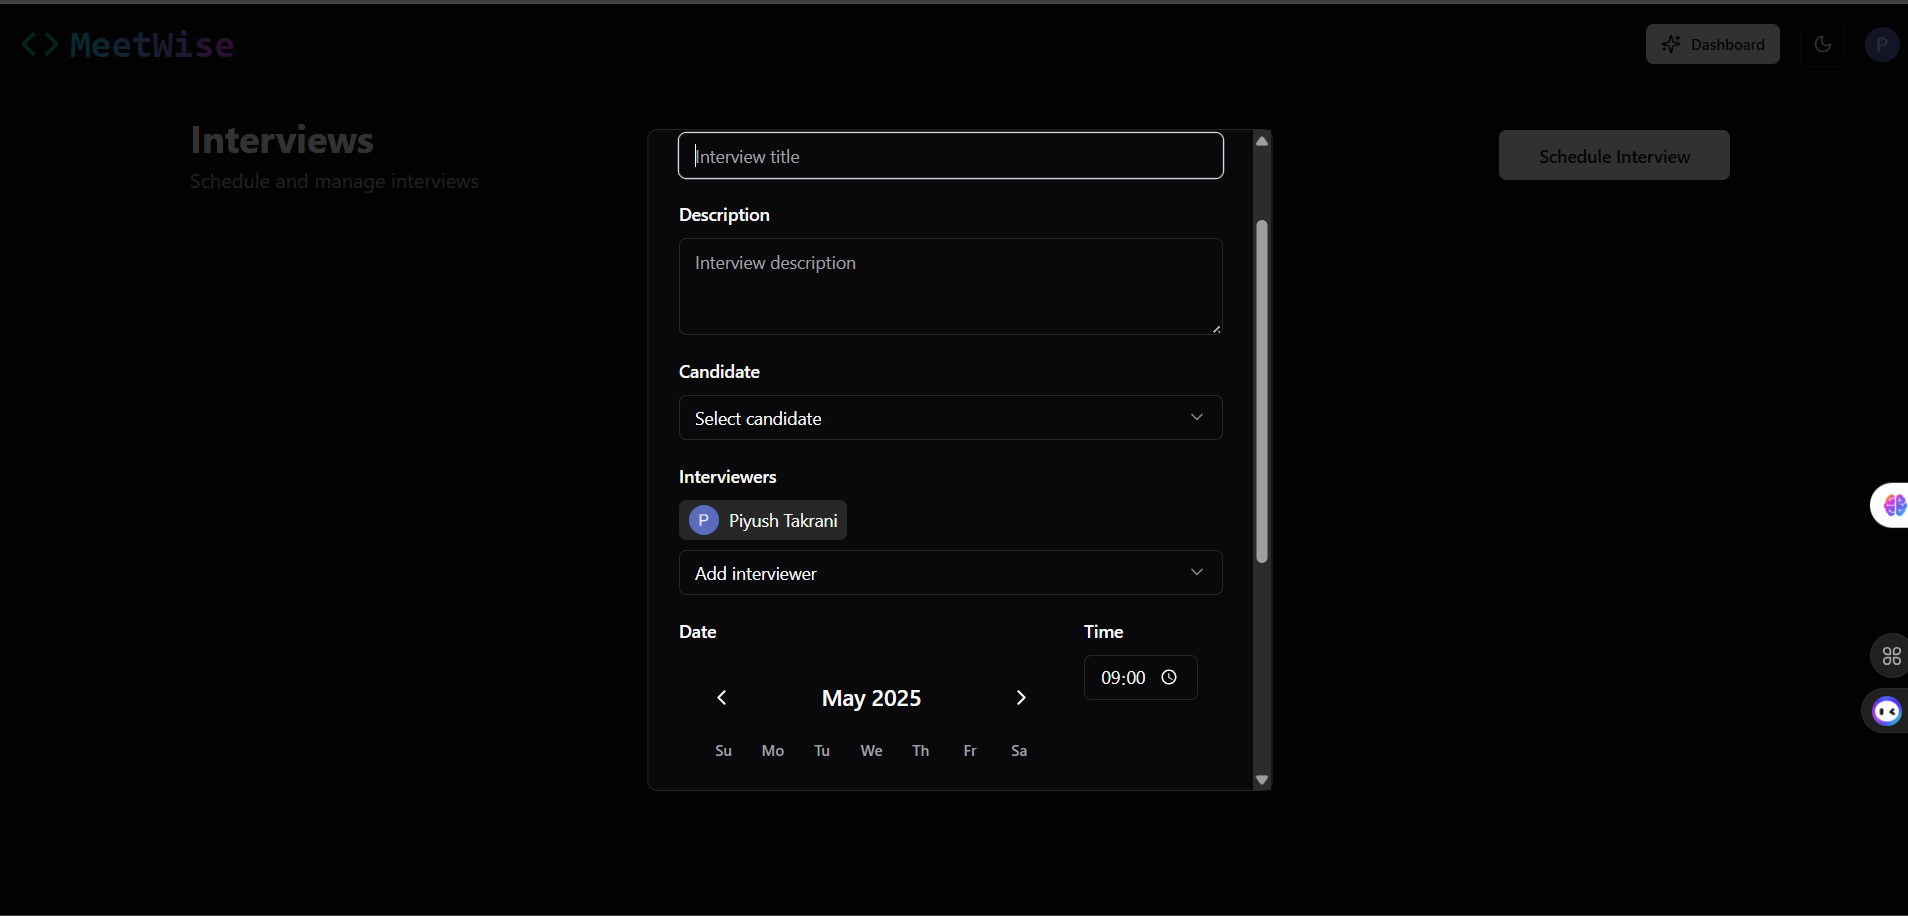 <> MeetWise
Dashboard
P
Interviews
Schedule and manage interviews
Schedule Interview
Interview title
Description
Interview description
Candidate
Select candidate
Interviewers
P Piyush Takrani
Add interviewer
Date
Time
09:00
May 2025
Su Mo Tu We Th Fr Sa